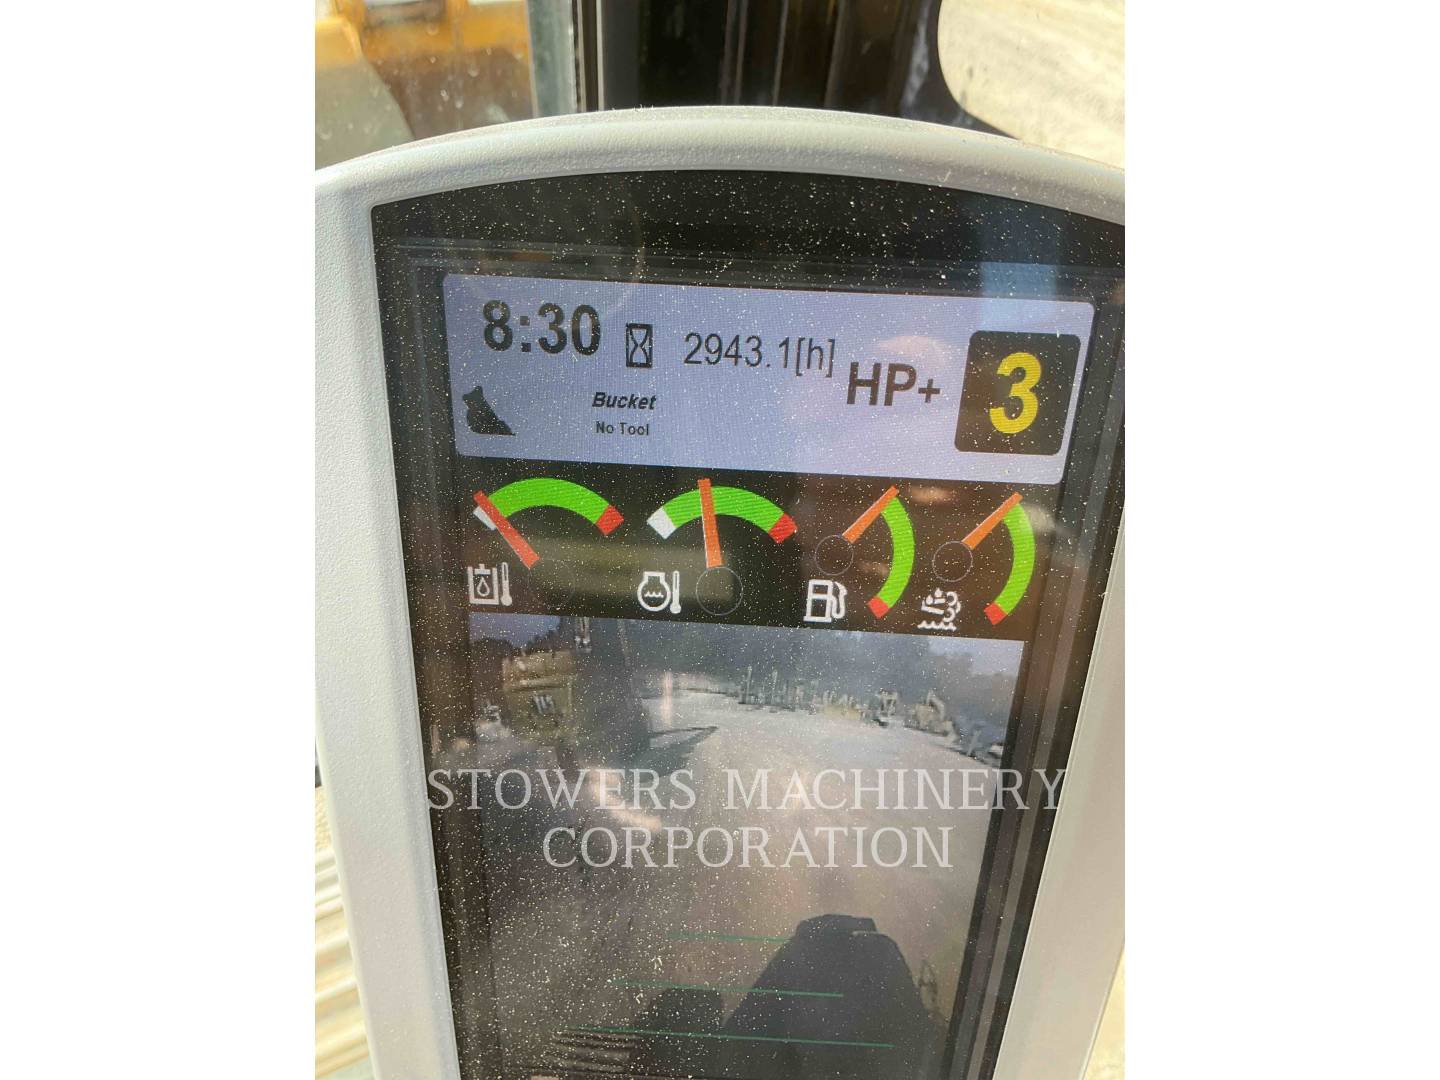 8:30 2943.1[h] HP+ 3
Bucket
No Tool
STOWERS MACHINERY
CORPORATION